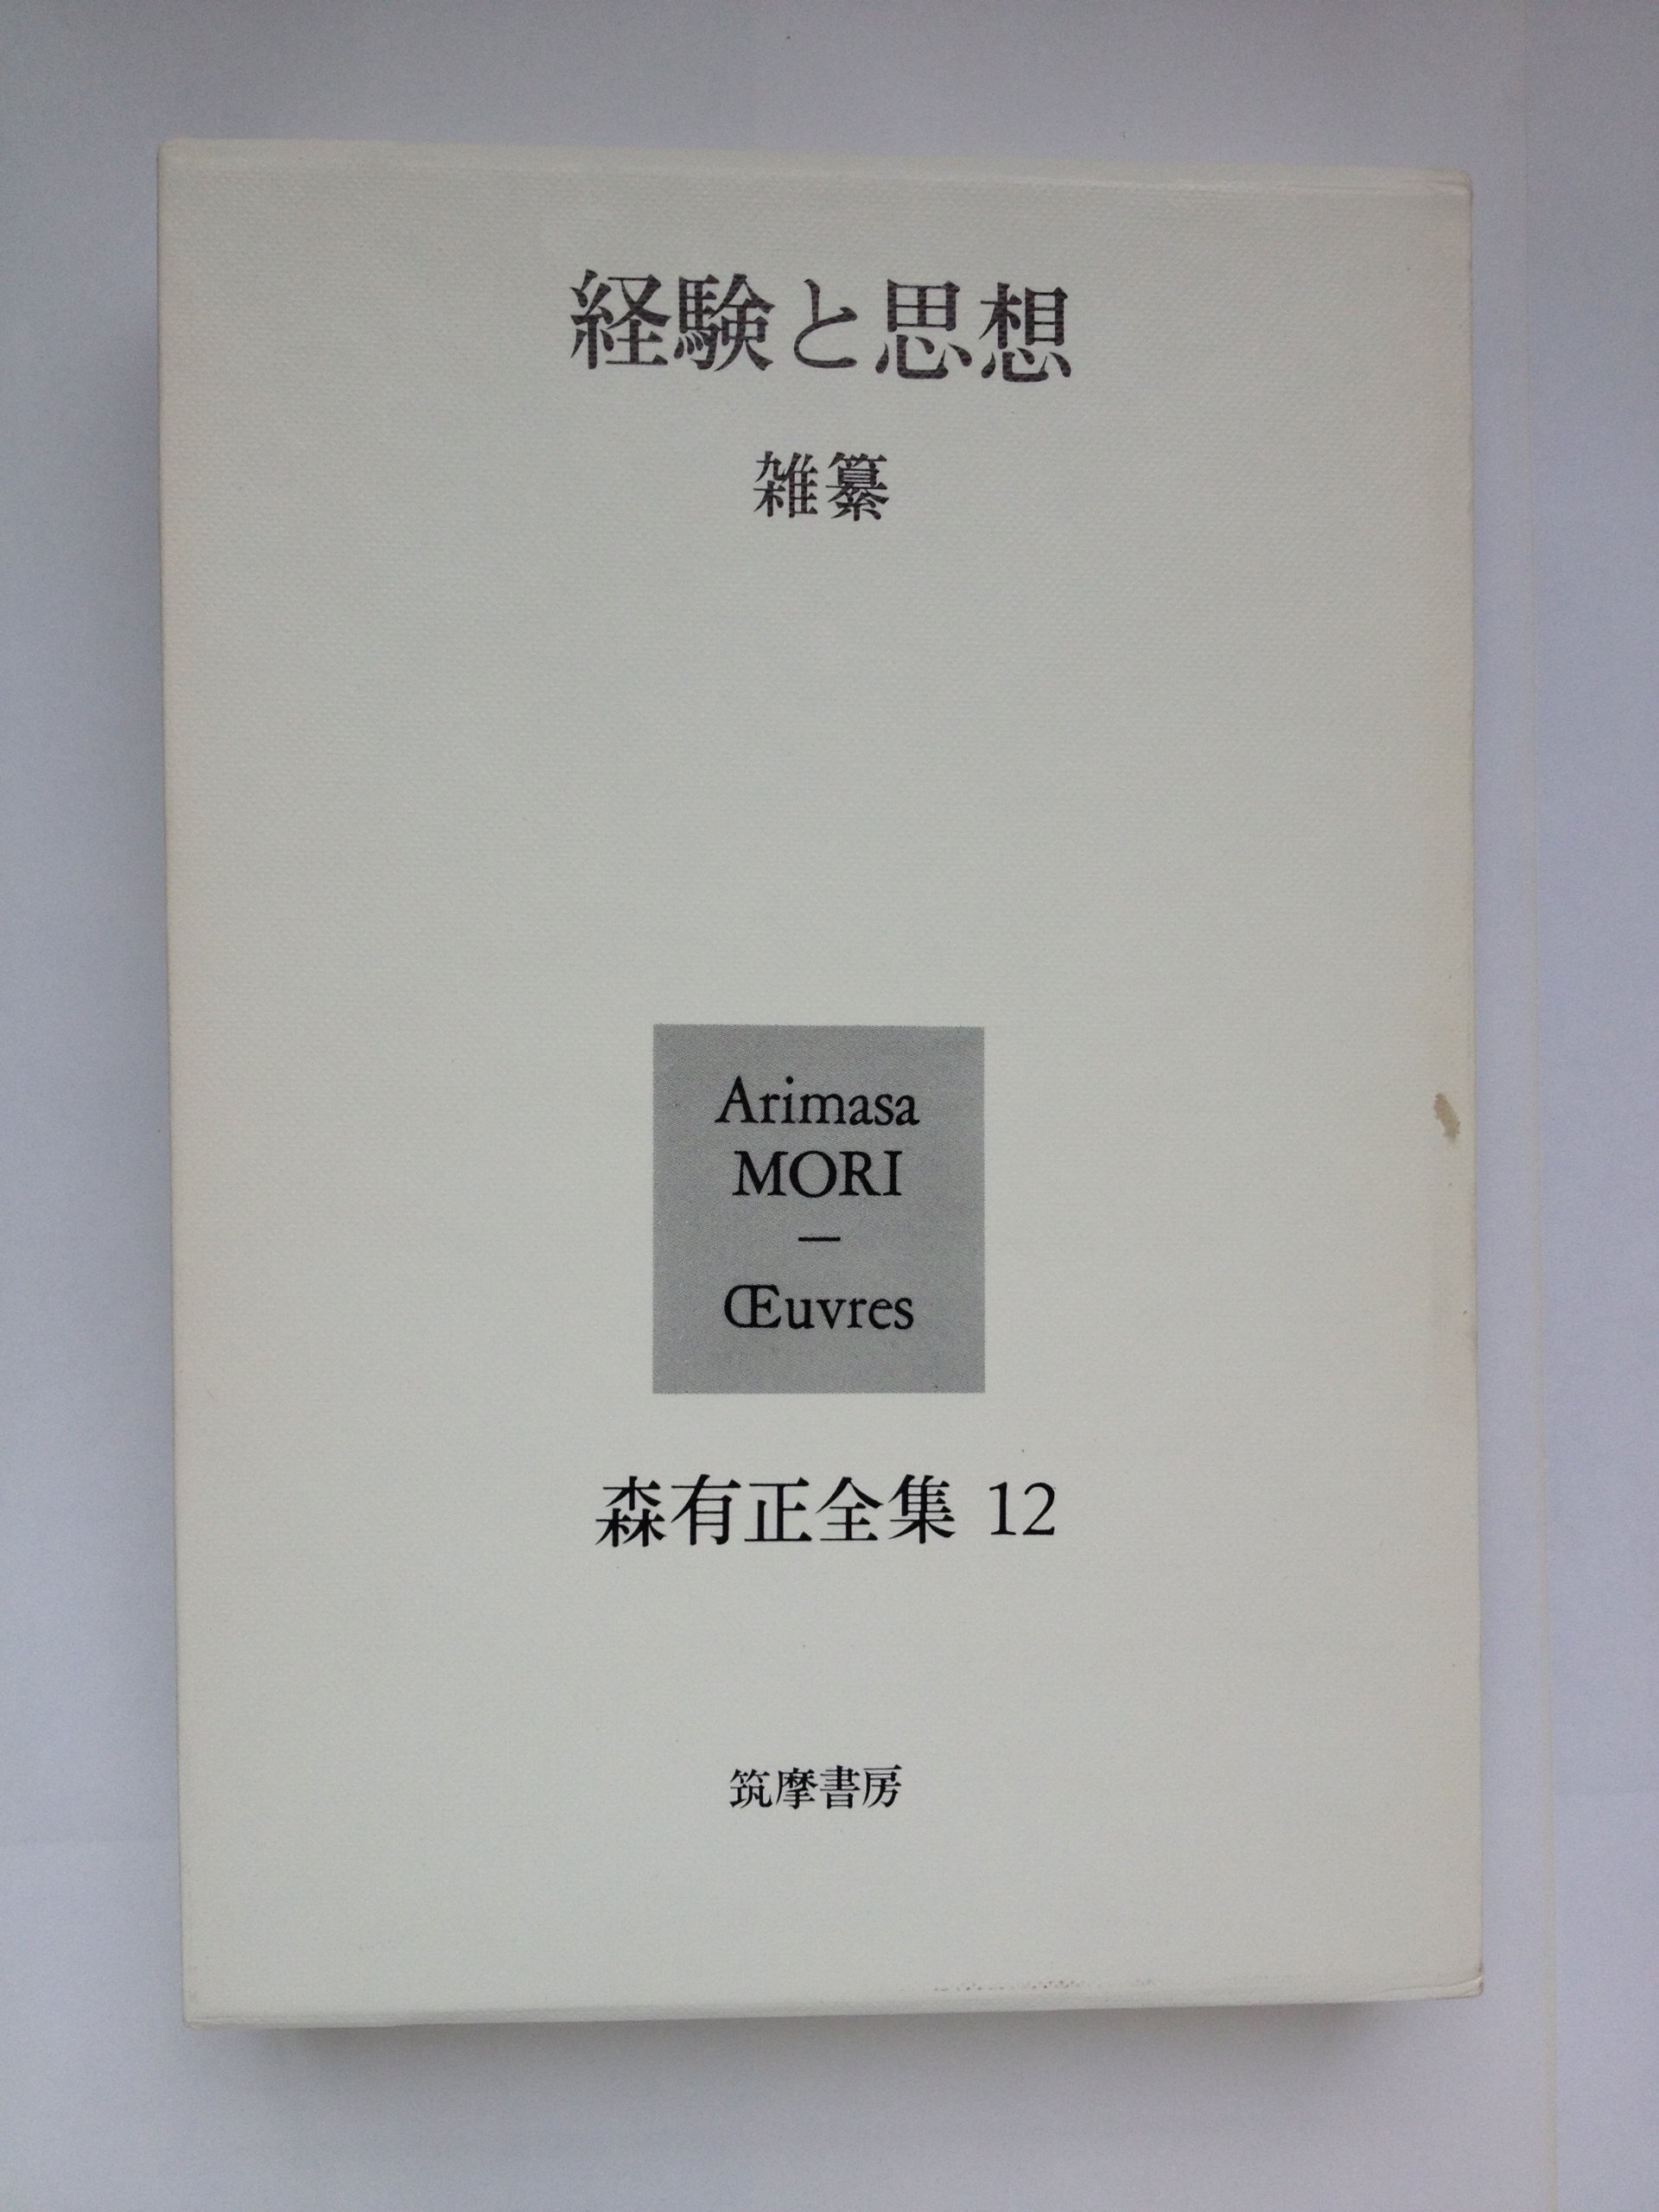 経験と思想
雑纂
Arimasa
MORI
—
Œuvres
森有正全集 12
筑摩書房